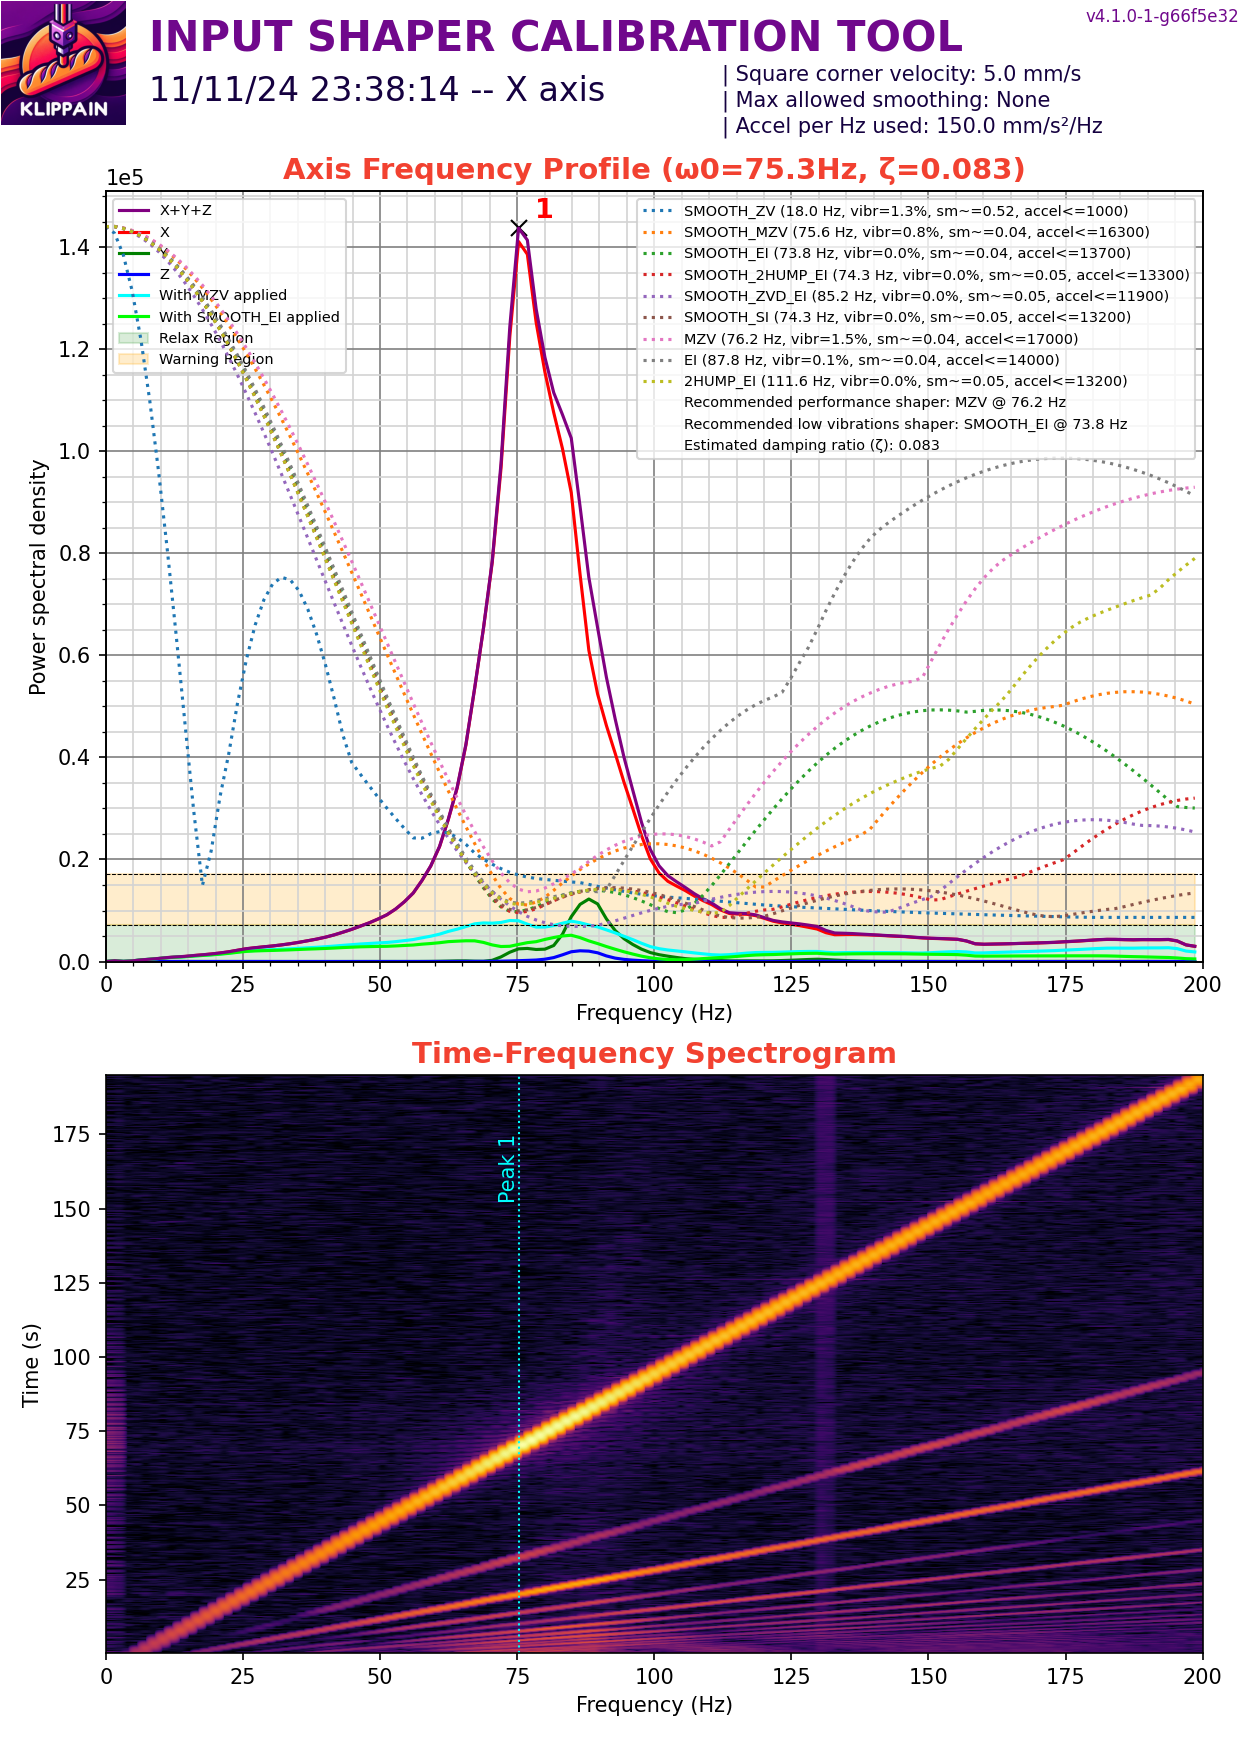 v4.1.0-1-g66f5e32
INPUT SHAPER CALIBRATION TOOL
11/11/24 23:38:14 -- X axis
| Square corner velocity: 5.0 mm/s
| Max allowed smoothing: None
| Accel per Hz used: 150.0 mm/s²/Hz
KLIPPAIN
Axis Frequency Profile (ω0=75.3Hz, ζ=0.083)
1e5
1
X+Y+Z
X
Y
Z
With MZV applied
With SMOOTH_EI applied
Relax Region
Warning Region
SMOOTH_ZV (18.0 Hz, vibr=1.3%, sm~=0.52, accel<=1000)
SMOOTH_MZV (75.6 Hz, vibr=0.8%, sm~=0.04, accel<=16300)
SMOOTH_EI (73.8 Hz, vibr=0.0%, sm~=0.04, accel<=13700)
SMOOTH_2HUMP_EI (74.3 Hz, vibr=0.0%, sm~=0.05, accel<=13300)
SMOOTH_ZVD_EI (85.2 Hz, vibr=0.0%, sm~=0.05, accel<=11900)
SMOOTH_SI (74.3 Hz, vibr=0.0%, sm~=0.05, accel<=13200)
MZV (76.2 Hz, vibr=1.5%, sm~=0.04, accel<=17000)
EI (87.8 Hz, vibr=0.1%, sm~=0.04, accel<=14000)
2HUMP_EI (111.6 Hz, vibr=0.0%, sm~=0.05, accel<=13200)
Recommended performance shaper: MZV @ 76.2 Hz
Recommended low vibrations shaper: SMOOTH_EI @ 73.8 Hz
Estimated damping ratio (ζ): 0.083
Power spectral density
1.4
1.2
1.0
0.8
0.6
0.4
0.2
0.0
0 25 50 75 100 125 150 175 200
Frequency (Hz)
Time-Frequency Spectrogram
Peak 1
Time (s)
175
150
125
100
75
50
25
0 25 50 75 100 125 150 175 200
Frequency (Hz)